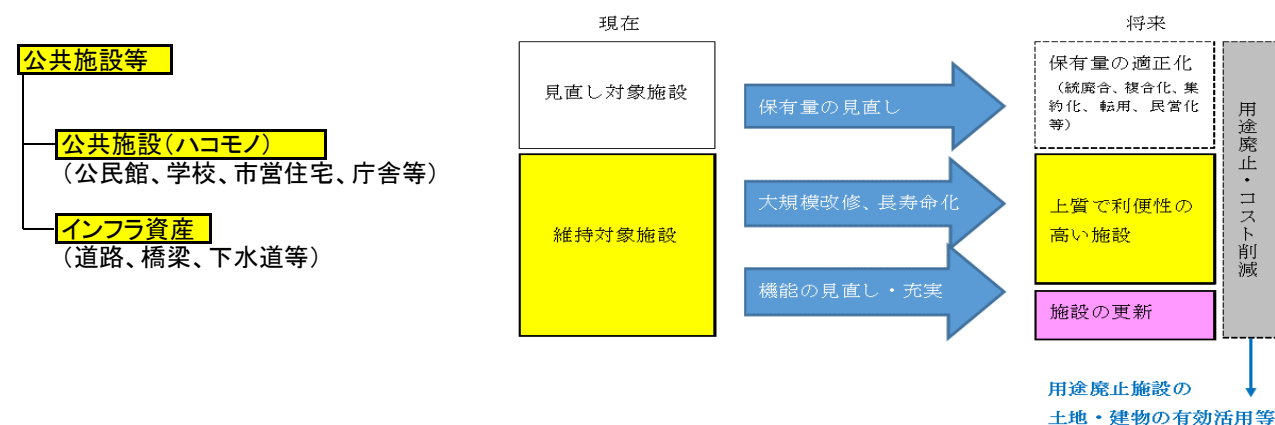 公共施設等
公共施設(ハコモノ)
(公民館、学校、市営住宅、庁舎等)
インフラ資産
(道路、橋梁、下水道等)
現在
見直し対象施設
維持対象施設
保有量の見直し
大規模改修、長寿命化
機能の見直し・充実
将来
保有量の適正化
(統廃合、複合化、集
約化、転用、民営化
等)
上質で利便性の
高い施設
施設の更新
用途廃止・コスト削減
用途廃止施設の
土地・建物の有効活用等